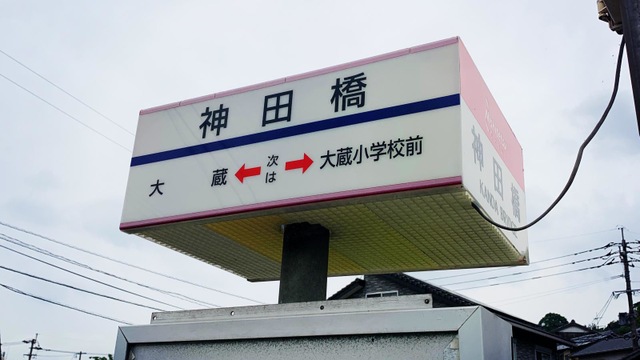 神田橋
大蔵 次は 大蔵小学校前
神田橋